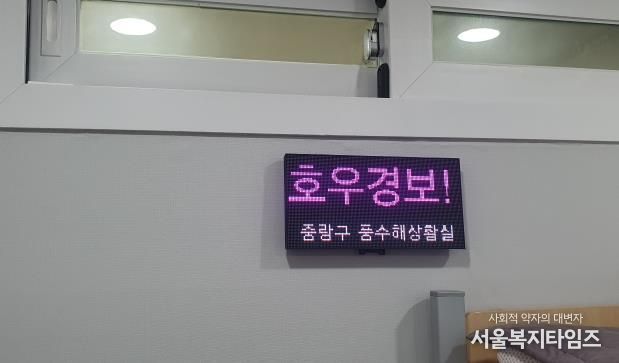 호우경보!
중랑구 풍수해상황실
사회적 약자의 대변자
서울복지타임즈